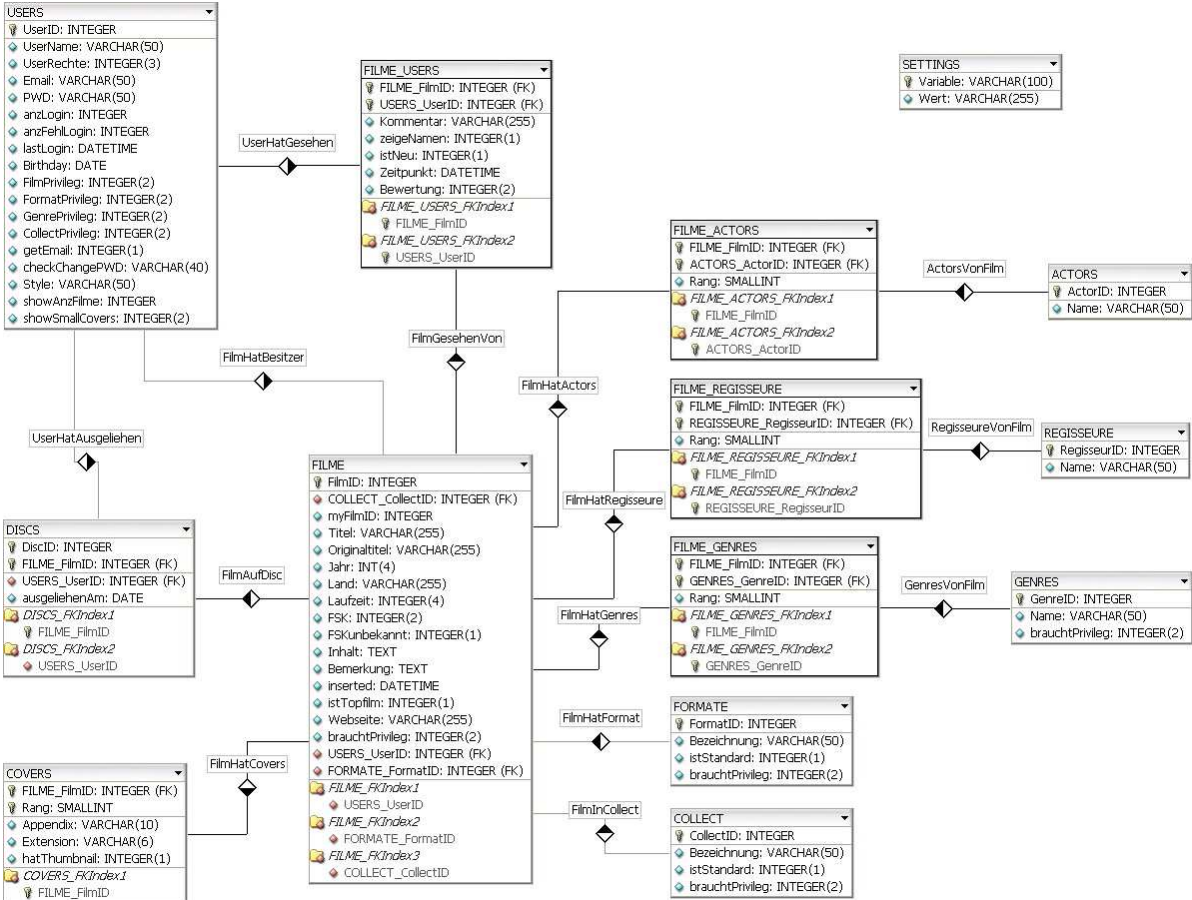 USERS
UserID: INTEGER
UserName: VARCHAR(50)
UserRechte: INTEGER(3)
Email: VARCHAR(50)
PWD: VARCHAR(50)
anzLogin: INTEGER
anzFehlLogin: INTEGER
lastLogin: DATETIME
Birthday: DATE
FilmPrivileg: INTEGER(2)
FormatPrivileg: INTEGER(2)
GenrePrivileg: INTEGER(2)
CollectPrivileg: INTEGER(2)
getEmail: INTEGER(1)
checkChangePWD: VARCHAR(40)
Style: VARCHAR(50)
showAnzFilme: INTEGER
showSmallCovers: INTEGER(2)
UserHatGesehen
FILME_USERS
FILME_FilmID: INTEGER (FK)
USERS_UserID: INTEGER (FK)
Kommentar: VARCHAR(255)
zeigeNamen: INTEGER(1)
istNeu: INTEGER(1)
Zeitpunkt: DATETIME
Bewertung: INTEGER(2)
FILME_USERS_FKIndex1
FILME_FilmID
FILME_USERS_FKIndex2
USERS_UserID
SETTINGS
Variable: VARCHAR(100)
Wert: VARCHAR(255)
FILME_ACTORS
FILME_FilmID: INTEGER (FK)
ACTORS_ActorID: INTEGER (FK)
Rang: SMALLINT
FILME_ACTORS_FKIndex1
FILME_FilmID
FILME_ACTORS_FKIndex2
ACTORS_ActorID
ActorsVonFilm
ACTORS
ActorID: INTEGER
Name: VARCHAR(50)
FilmGesehenVon
FilmHatBesitzer
FilmHatActors
UserHatAusgeliehen
FILME_REGISSEURE
FILME_FilmID: INTEGER (FK)
REGISSEURE_RegisseurID: INTEGER (FK)
Rang: SMALLINT
FILME_REGISSEURE_FKIndex1
FILME_FilmID
FILME_REGISSEURE_FKIndex2
REGISSEURE_RegisseurID
RegisseureVonFilm
REGISSEURE
RegisseurID: INTEGER
Name: VARCHAR(50)
FilmHatRegisseure
FILME
FilmID: INTEGER
COLLECT_CollectID: INTEGER (FK)
myFilmID: INTEGER
Titel: VARCHAR(255)
Originaltitel: VARCHAR(255)
Jahr: INT(4)
Land: VARCHAR(255)
Laufzeit: INTEGER(4)
FSK: INTEGER(2)
FSKunbekannt: INTEGER(1)
Inhalt: TEXT
Bemerkung: TEXT
inserted: DATETIME
istTopfilm: INTEGER(1)
Webseite: VARCHAR(255)
brauchtPrivileg: INTEGER(2)
USERS_UserID: INTEGER (FK)
FORMATE_FormatID: INTEGER (FK)
FILME_FKIndex1
USERS_UserID
FILME_FKIndex2
FORMATE_FormatID
FILME_FKIndex3
COLLECT_CollectID
DISCS
DiscID: INTEGER
FILME_FilmID: INTEGER (FK)
USERS_UserID: INTEGER (FK)
ausgeliehenAm: DATE
DISCS_FKIndex1
FILME_FilmID
DISCS_FKIndex2
USERS_UserID
FilmAufDisc
FILME_GENRES
FILME_FilmID: INTEGER (FK)
GENRES_GenreID: INTEGER (FK)
Rang: SMALLINT
FILME_GENRES_FKIndex1
FILME_FilmID
FILME_GENRES_FKIndex2
GENRES_GenreID
GenresVonFilm
GENRES
GenreID: INTEGER
Name: VARCHAR(50)
brauchtPrivileg: INTEGER(2)
FilmHatGenres
FilmHatFormat
FORMATE
FormatID: INTEGER
Bezeichnung: VARCHAR(50)
istStandard: INTEGER(1)
brauchtPrivileg: INTEGER(2)
FilmHatCovers
COVERS
FILME_FilmID: INTEGER (FK)
Rang: SMALLINT
Appendix: VARCHAR(10)
Extension: VARCHAR(6)
hatThumbnail: INTEGER(1)
COVERS_FKIndex1
FILME_FilmID
FilmInCollect
COLLECT
CollectID: INTEGER
Bezeichnung: VARCHAR(50)
istStandard: INTEGER(1)
brauchtPrivileg: INTEGER(2)